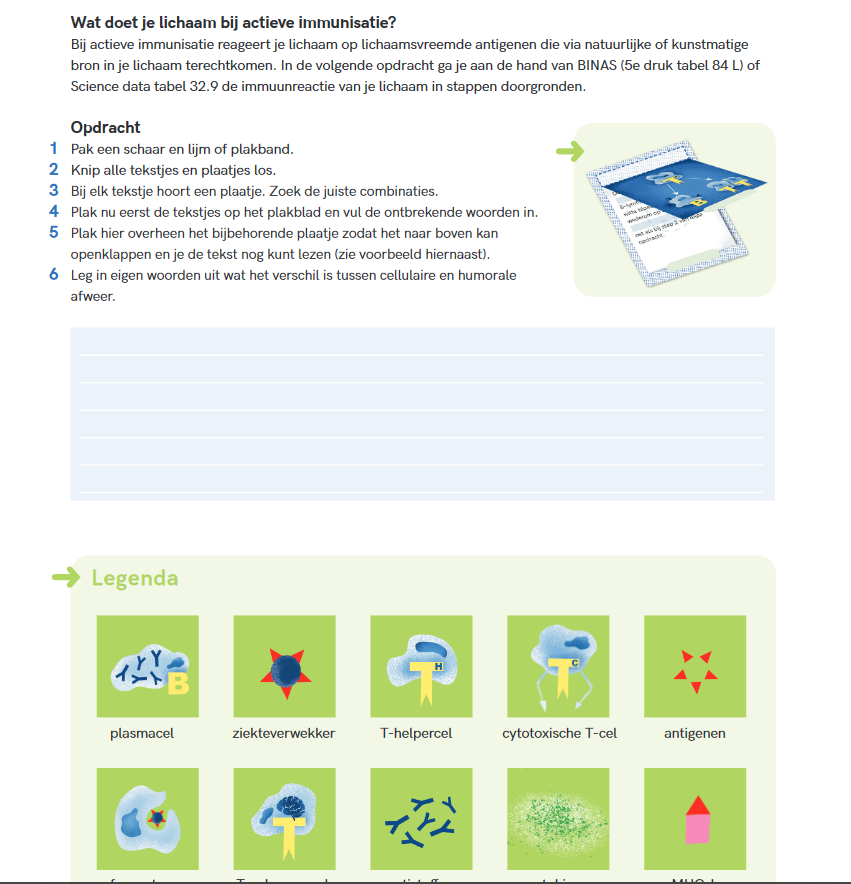 Wat doet je lichaam bij actieve immunisatie?
Bij actieve immunisatie reageert je lichaam op lichaamsvreemde antigenen die via natuurlijke of kunstmatige
bron in je lichaam terechtkomen. In de volgende opdracht ga je aan de hand van BINAS (5e druk tabel 84 L) of
Science data tabel 32.9 de immuunreactie van je lichaam in stappen doorgronden.
Opdracht
1 Pak een schaar en lijm of plakband.
2 Knip alle tekstjes en plaatjes los.
3 Bij elk tekstje hoort een plaatje. Zoek de juiste combinaties.
4 Plak nu eerst de tekstjes op het plakblad en vul de ontbrekende woorden in.
5 Plak hier overheen het bijbehorende plaatje zodat het naar boven kan
openklappen en je de tekst nog kunt lezen (zie voorbeeld hiernaast).
6 Leg in eigen woorden uit wat het verschil is tussen cellulaire en humorale
afweer.
Legenda
B
T H
T C
plasmacel ziekteverwekker T-helpercel cytotoxische T-cel antigenen
T